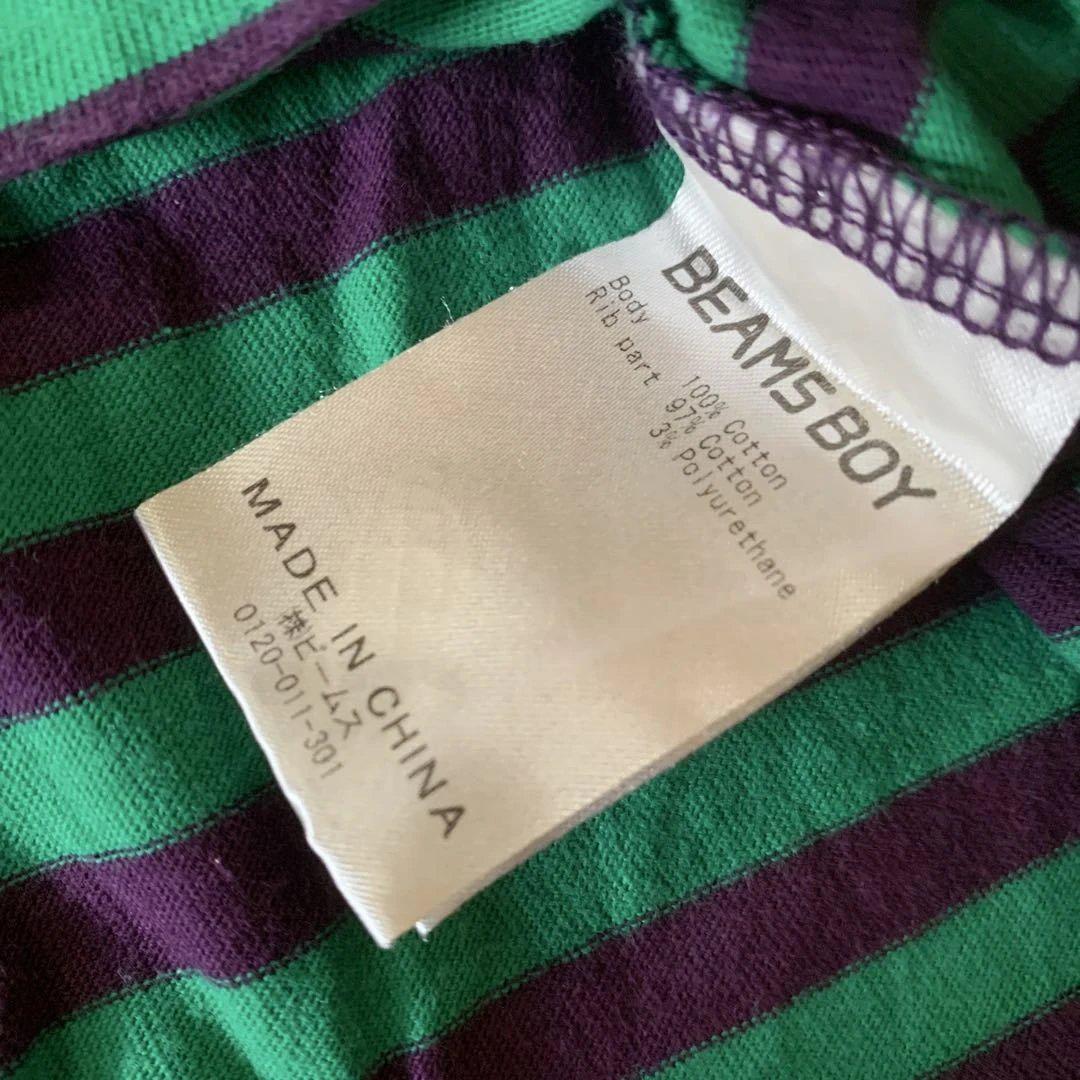 BEAMS BOY
Body 100% Cotton
Rib part 97% Cotton
3% Polyurethane
MADE IN CHINA
㈱ビームス
0120-011-301